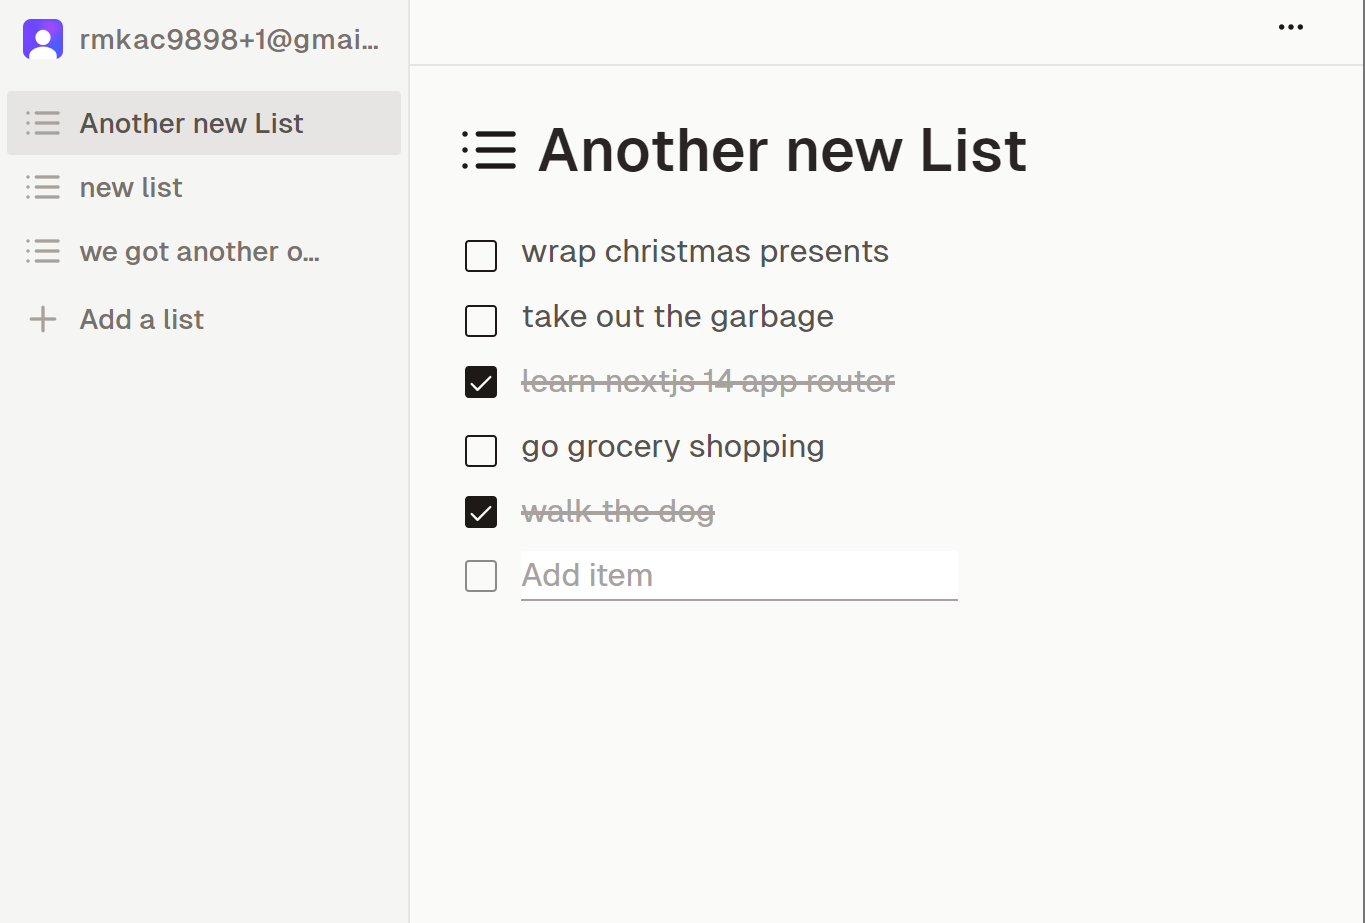 rmkac9898+1@gmai...
Another new List
new list
we got another o...
Add a list
Another new List
wrap christmas presents
take out the garbage
learn nextjs 14 app router
go grocery shopping
walk the dog
Add item